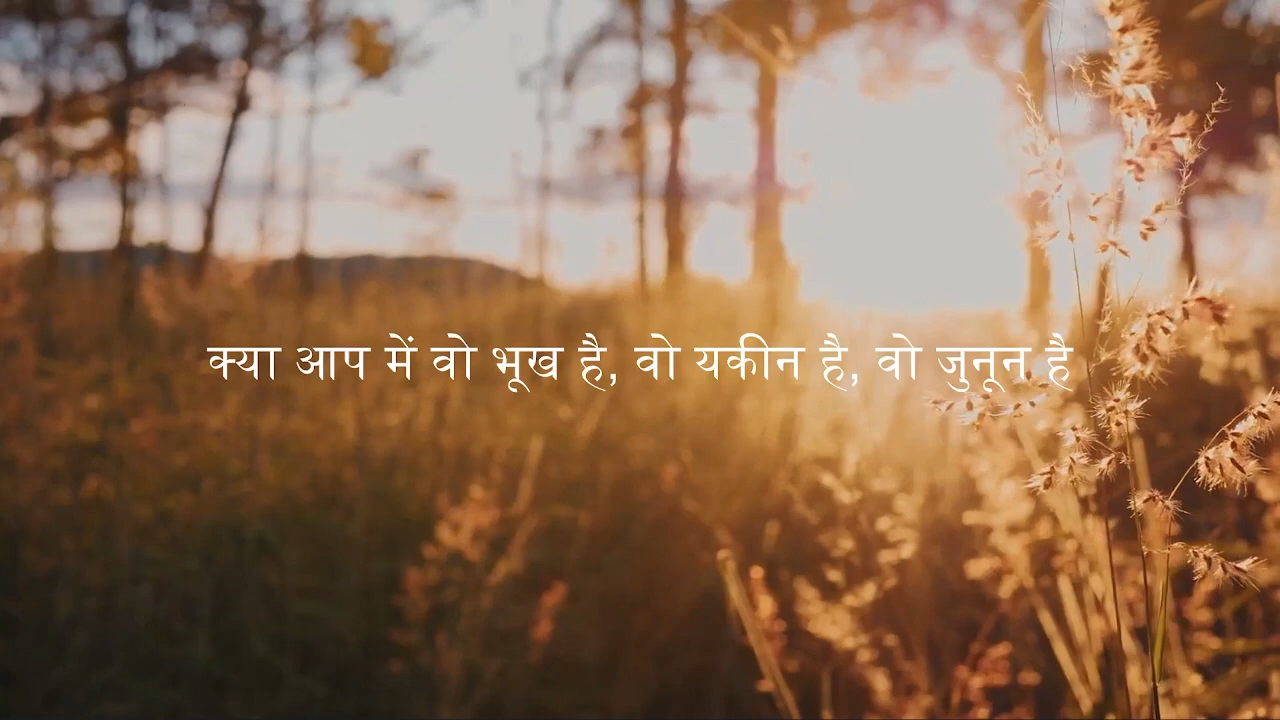 क्या आप में वो भूख है, वो यकीन है, वो जुनून है